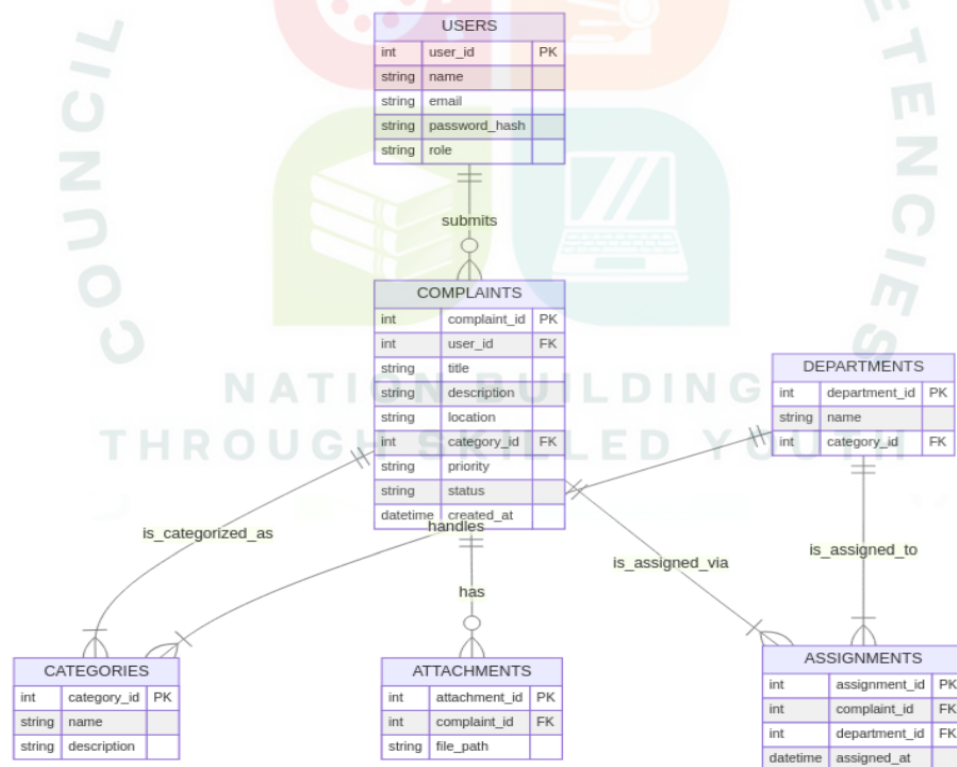 COUNCIL
ETENCIES
NATION BUILDING
THROUGH SKILLED YOUTH
USERS
int user_id PK
string name
string email
string password_hash
string role
submits
COMPLAINTS
int complaint_id PK
int user_id FK
string title
string description
string location
int category_id FK
string priority
string status
datetime created_at
DEPARTMENTS
int department_id PK
string name
int category_id FK
handles
is_categorized_as
is_assigned_via
is_assigned_to
has
CATEGORIES
int category_id PK
string name
string description
ATTACHMENTS
int attachment_id PK
int complaint_id FK
string file_path
ASSIGNMENTS
int assignment_id PK
int complaint_id FK
int department_id FK
datetime assigned_at